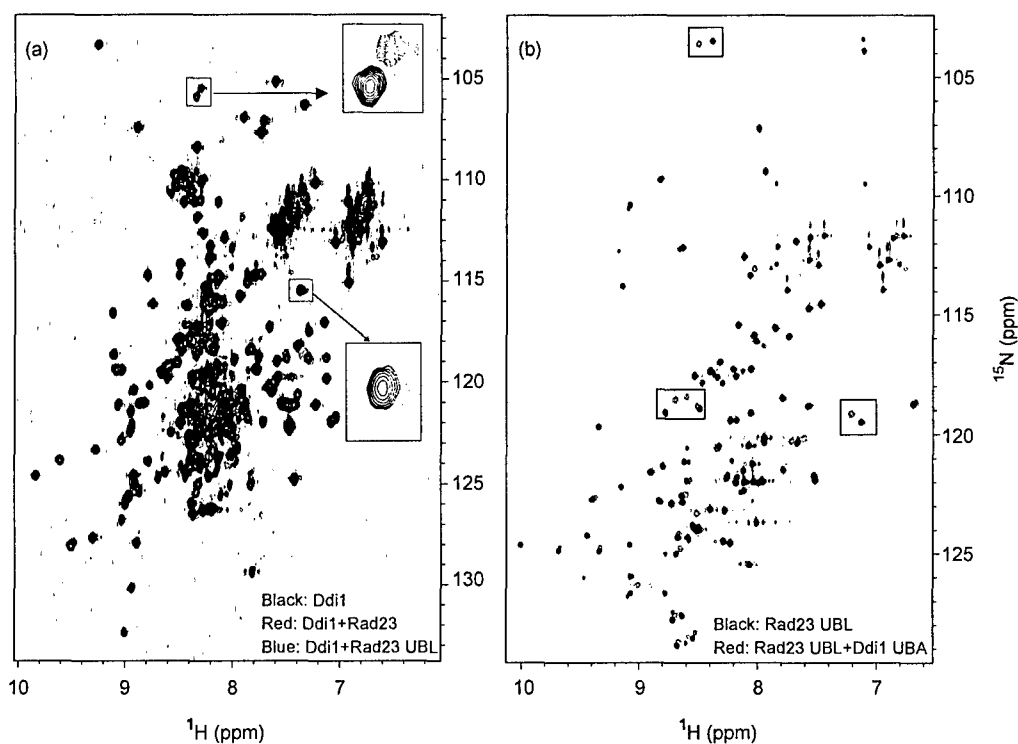 (a)
105
110
115
120
125
130
Black: Ddi1
Red: Ddi1+Rad23
Blue: Ddi1+Rad23 UBL
10 9 8 7
¹H (ppm)
(b)
105
110
115
120
125
¹⁵N (ppm)
Black: Rad23 UBL
Red: Rad23 UBL+Ddi1 UBA
10 9 8 7
¹H (ppm)